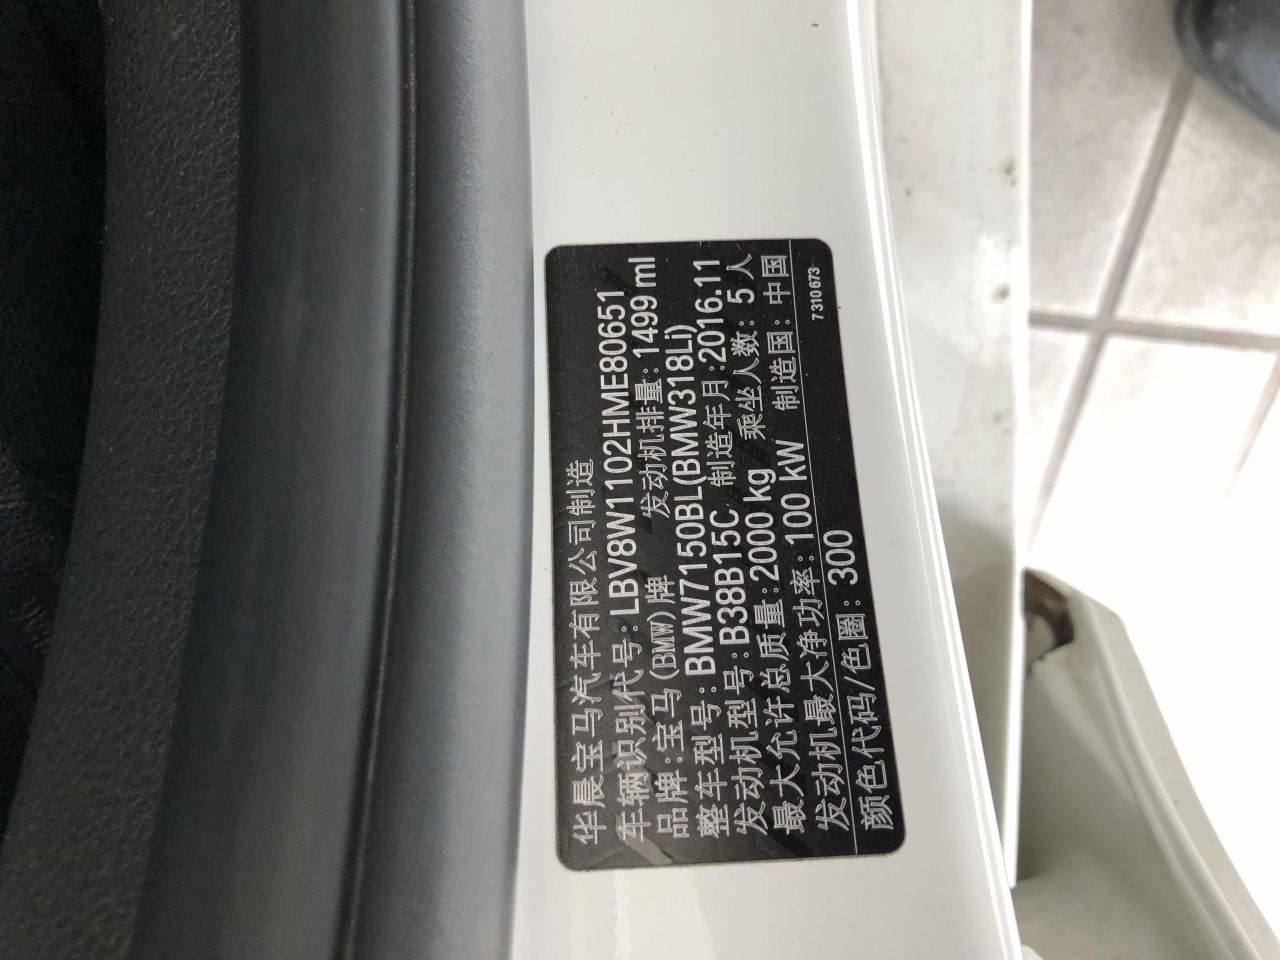 华晨宝马汽车有限公司制造
车辆识别代号:LBV8W1102HME80651
品牌:宝马(BMW)牌 发动机排量:1499 ml
整车型号:BMW7150BL(BMW318Li)
发动机型号:B38B15C 制造年月:2016.11
最大允许总质量:2000 kg 乘坐人数:5人
发动机最大净功率:100 kW 制造国:中国
颜色代码/色圈:300
7310673